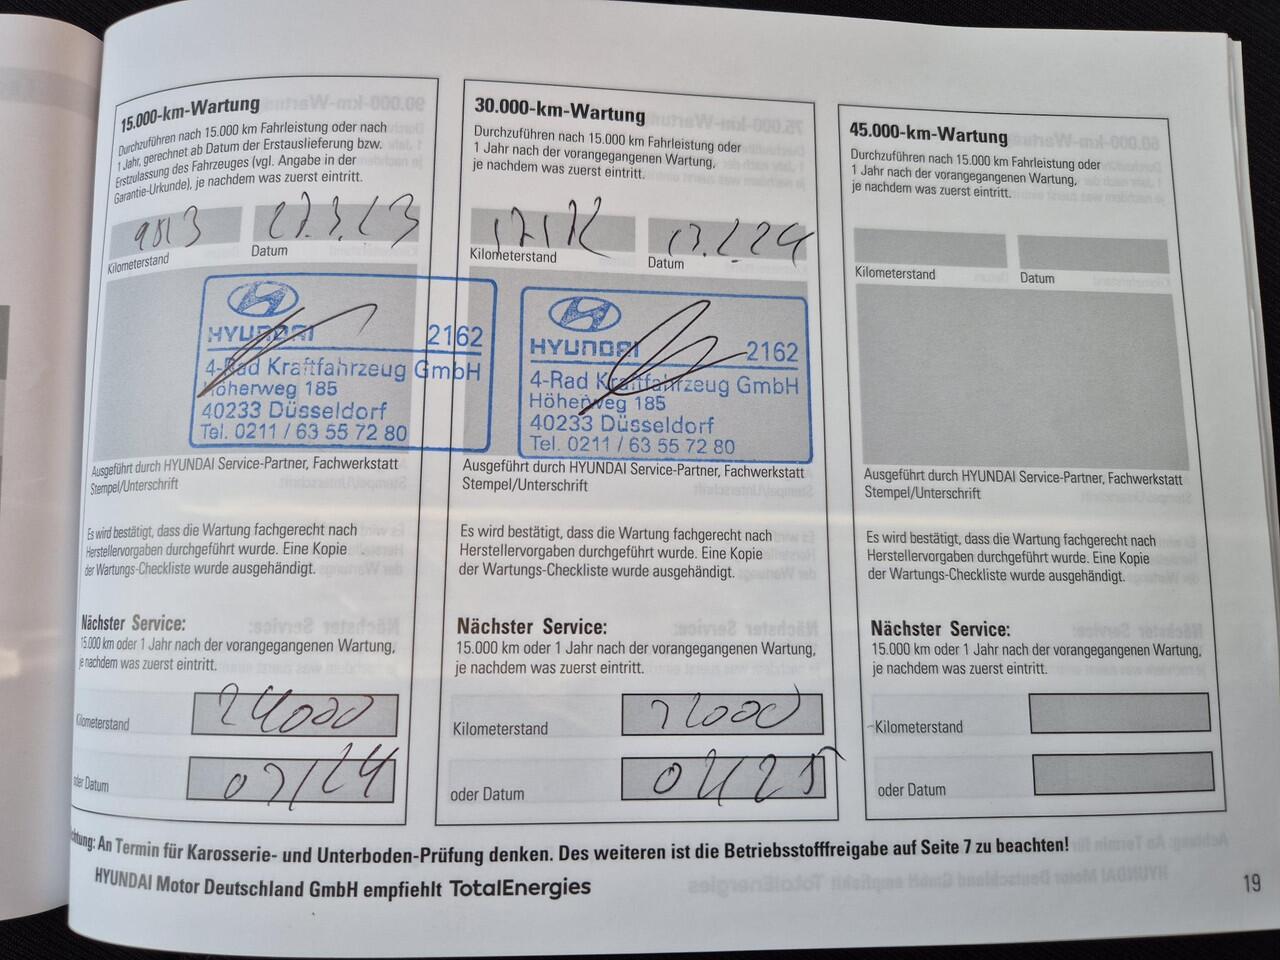 15.000-km-Wartung
Durchzuführen nach 15.000 km Fahrleistung oder nach
1 Jahr, gerechnet ab Datum der Erstauslieferung bzw.
Erstzulassung des Fahrzeuges (vgl. Angabe in der
Garantie-Urkunde), je nachdem was zuerst eintritt.
9813
27.3.23
Kilometerstand
Datum
HYUNDAI
2162
4-Rad Kraftfahrzeug GmbH
Höherweg 185
40233 Düsseldorf
Tel. 0211 / 63 55 72 80
Ausgeführt durch HYUNDAI Service-Partner, Fachwerkstatt
Stempel/Unterschrift
Es wird bestätigt, dass die Wartung fachgerecht nach
Herstellervorgaben durchgeführt wurde. Eine Kopie
der Wartungs-Checkliste wurde ausgehändigt.
Nächster Service:
15.000 km oder 1 Jahr nach der vorangegangenen Wartung,
je nachdem was zuerst eintritt.
Kilometerstand
24000
oder Datum
03/24
30.000-km-Wartung
Durchzuführen nach 15.000 km Fahrleistung oder
1 Jahr nach der vorangegangenen Wartung,
je nachdem was zuerst eintritt.
Kilometerstand
Datum
HYUNDAI
2162
4-Rad Kraftfahrzeug GmbH
Höherweg 185
40233 Düsseldorf
Tel. 0211 / 63 55 72 80
Ausgeführt durch HYUNDAI Service-Partner, Fachwerkstatt
Stempel/Unterschrift
Es wird bestätigt, dass die Wartung fachgerecht nach
Herstellervorgaben durchgeführt wurde. Eine Kopie
der Wartungs-Checkliste wurde ausgehändigt.
Nächster Service:
15.000 km oder 1 Jahr nach der vorangegangenen Wartung,
je nachdem was zuerst eintritt.
Kilometerstand
oder Datum
02/25
45.000-km-Wartung
Durchzuführen nach 15.000 km Fahrleistung oder
1 Jahr nach der vorangegangenen Wartung,
je nachdem was zuerst eintritt.
Kilometerstand
Datum
Ausgeführt durch HYUNDAI Service-Partner, Fachwerkstatt
Stempel/Unterschrift
Es wird bestätigt, dass die Wartung fachgerecht nach
Herstellervorgaben durchgeführt wurde. Eine Kopie
der Wartungs-Checkliste wurde ausgehändigt.
Nächster Service:
15.000 km oder 1 Jahr nach der vorangegangenen Wartung,
je nachdem was zuerst eintritt.
Kilometerstand
oder Datum
Achtung: An Termin für Karosserie- und Unterboden-Prüfung denken. Des weiteren ist die Betriebsstofffreigabe auf Seite 7 zu beachten!
HYUNDAI Motor Deutschland GmbH empfiehlt TotalEnergies
19